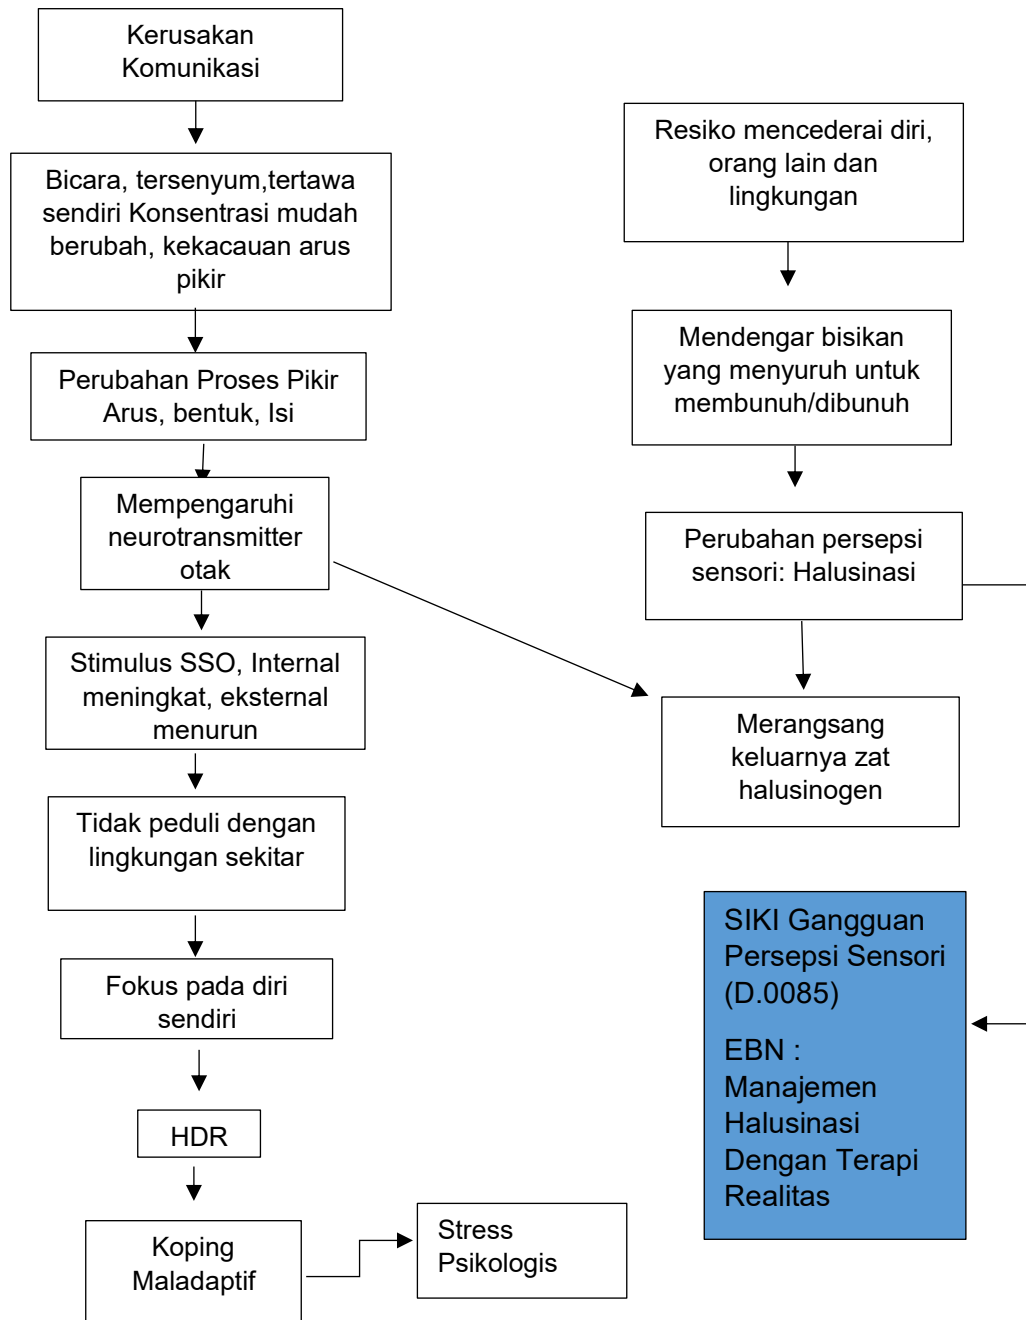 Kerusakan
Komunikasi
Bicara, tersenyum,tertawa
sendiri Konsentrasi mudah
berubah, kekacauan arus
pikir
Perubahan Proses Pikir
Arus, bentuk, Isi
Mempengaruhi
neurotransmitter
otak
Stimulus SSO, Internal
meningkat, eksternal
menurun
Tidak peduli dengan
lingkungan sekitar
Fokus pada diri
sendiri
HDR
Koping
Maladaptif
Stress
Psikologis
Resiko mencederai diri,
orang lain dan
lingkungan
Mendengar bisikan
yang menyuruh untuk
membunuh/dibunuh
Perubahan persepsi
sensori: Halusinasi
Merangsang
keluarnya zat
halusinogen
SIKI Gangguan
Persepsi Sensori
(D.0085)
EBN :
Manajemen
Halusinasi
Dengan Terapi
Realitas